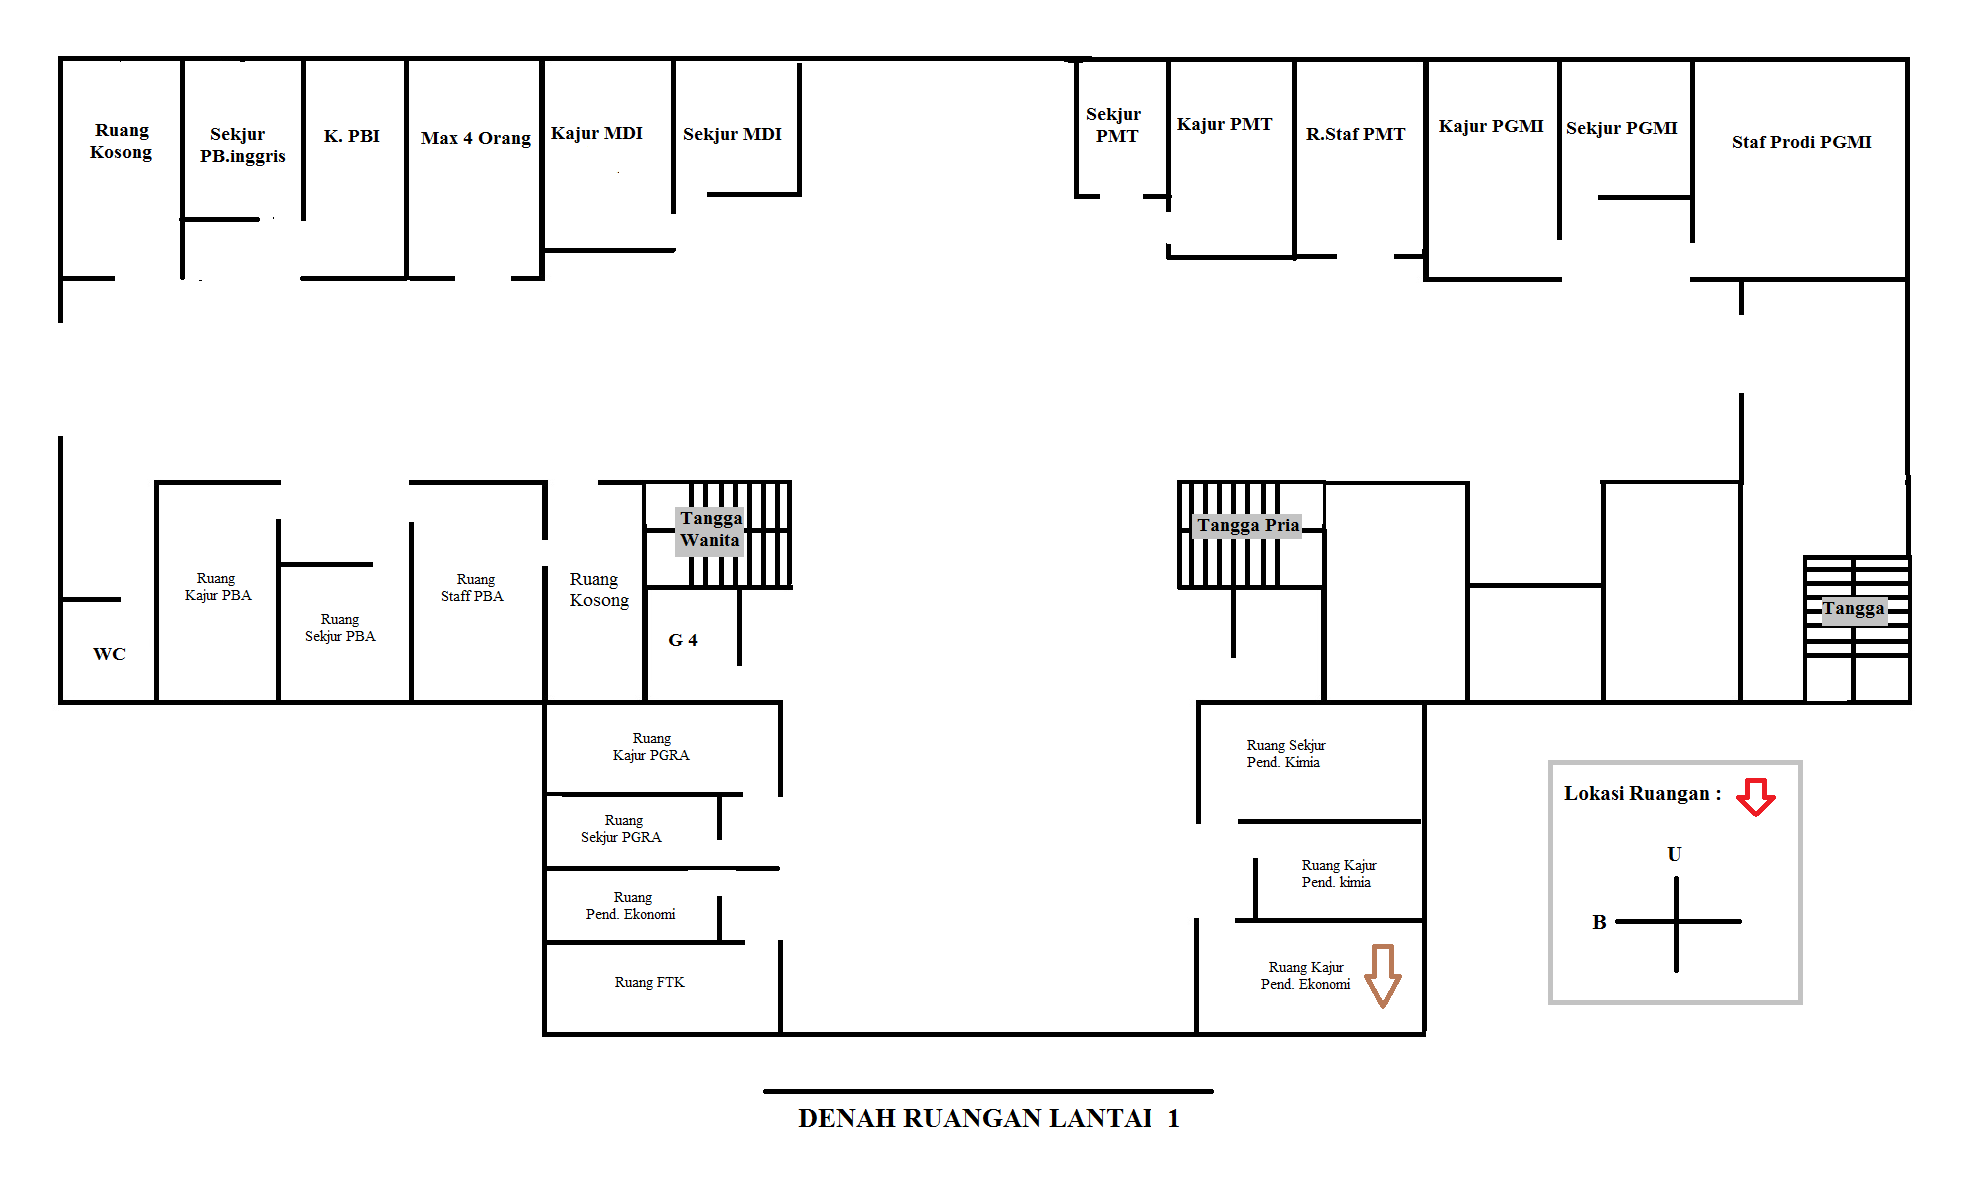 Ruang
Kosong
Sekjur
PB.inggris
K. PBI
Max 4 Orang
Kajur MDI
Sekjur MDI
Sekjur
PMT
Kajur PMT
R.Staf PMT
Kajur PGMI
Sekjur PGMI
Staf Prodi PGMI
Tangga
Wanita
Tangga Pria
Ruang
Kajur PBA
Ruang
Sekjur PBA
Ruang
Staff PBA
Ruang
Kosong
Tangga
WC
G 4
Ruang
Kajur PGRA
Ruang Sekjur
Pend. Kimia
Ruang
Sekjur PGRA
Ruang Kajur
Pend. kimia
Ruang
Pend. Ekonomi
Ruang FTK
Ruang Kajur
Pend. Ekonomi
Lokasi Ruangan :
U
B
DENAH RUANGAN LANTAI 1